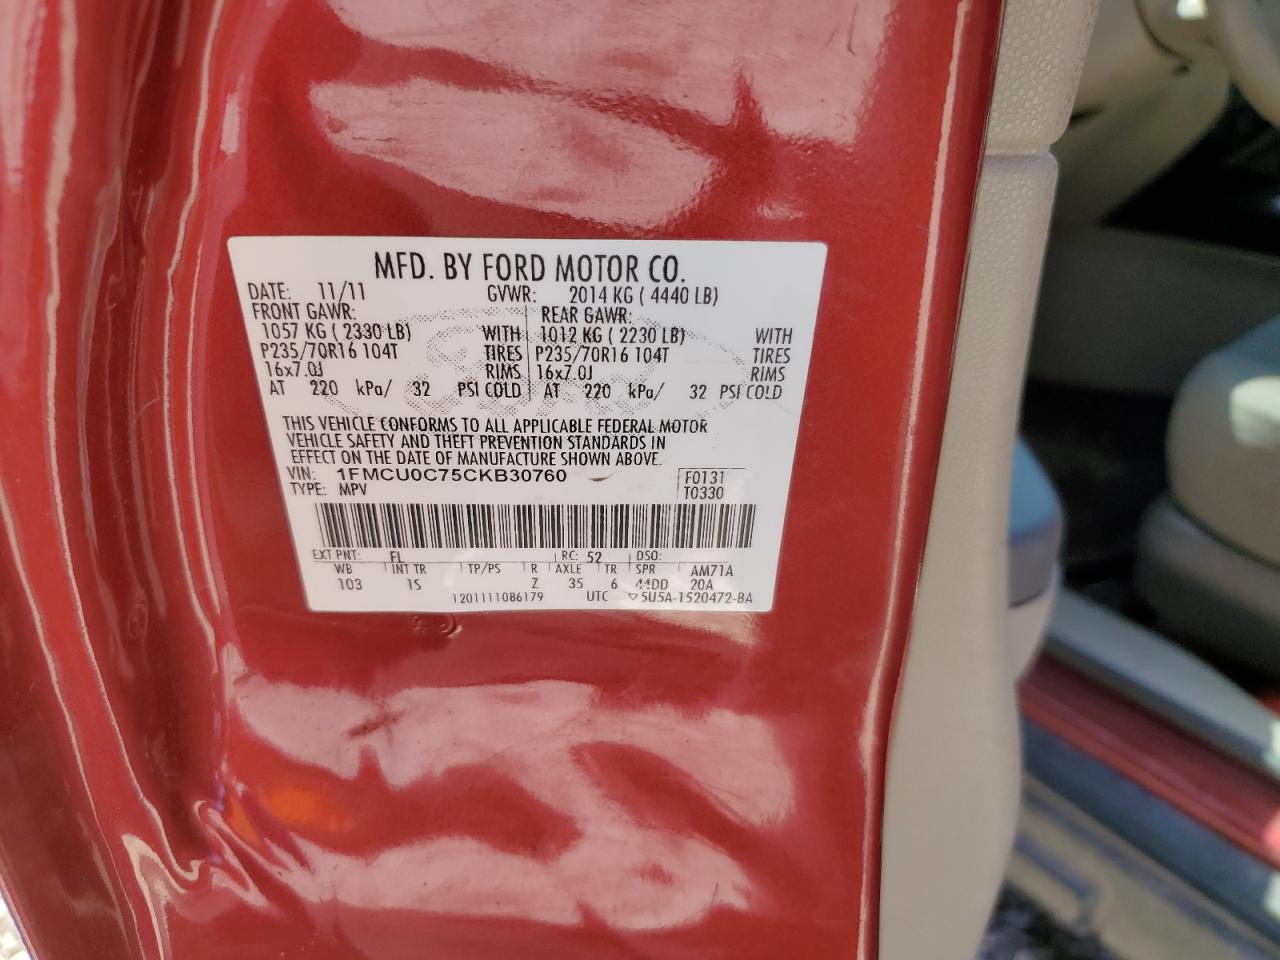 MFD. BY FORD MOTOR CO.
DATE: 11/11 GVWR: 2014 KG ( 4440 LB)
FRONT GAWR: REAR GAWR:
1057 KG ( 2330 LB) WITH 1012 KG ( 2230 LB) WITH
P235/70R16 104T TIRES P235/70R16 104T TIRES
16x7.0J RIMS 16x7.0J RIMS
AT 220 kPa/ 32 PSI COLD AT 220 kPa/ 32 PSI COLD
THIS VEHICLE CONFORMS TO ALL APPLICABLE FEDERAL MOTOR
VEHICLE SAFETY AND THEFT PREVENTION STANDARDS IN
EFFECT ON THE DATE OF MANUFACTURE SHOWN ABOVE.
VIN: 1FMCU0C75CKB30760 F0131
TYPE: MPV T0330
EXT PNT: FL RC: 52 DSO:
WB INT TR TP/PS R AXLE TR SPR AM71A
103 1S Z 35 6 44DD 20A
1201111086179 UTC ▽5U5A-1520472-BA